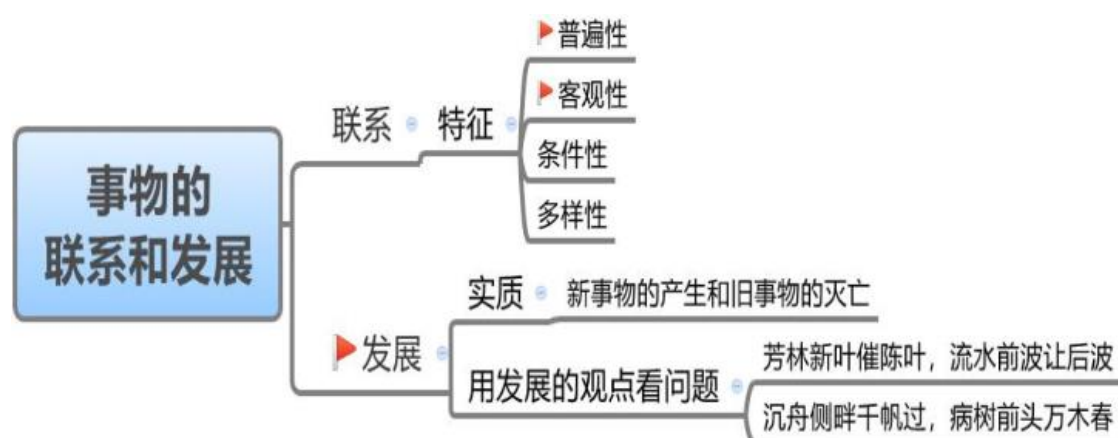 事物的
联系和发展
联系
特征
普遍性
客观性
条件性
多样性
发展
实质
新事物的产生和旧事物的灭亡
用发展的观点看问题
芳林新叶催陈叶，流水前波让后波
沉舟侧畔千帆过，病树前头万木春